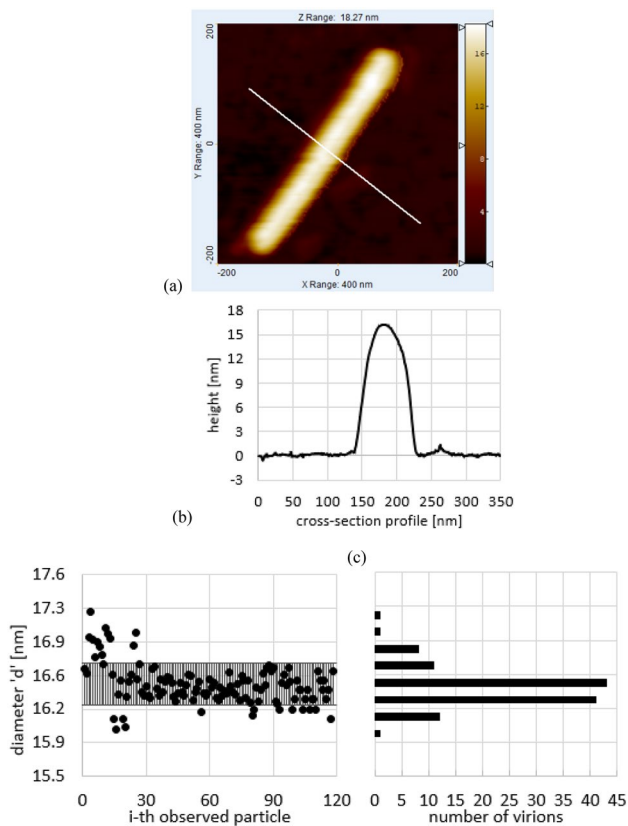 Z Range: 18.27 nm
200
16
12
Y Range: 400 nm
0
8
4
-200
-200
0
200
X Range: 400 nm
(a)
18
15
12
9
6
3
0
-3
height [nm]
0 50 100 150 200 250 300 350
cross-section profile [nm]
(b)
(c)
17.6
17.3
16.9
16.6
16.2
15.9
15.5
diameter 'd' [nm]
0 30 60 90 120
i-th observed particle
0 5 10 15 20 25 30 35 40 45
number of virions